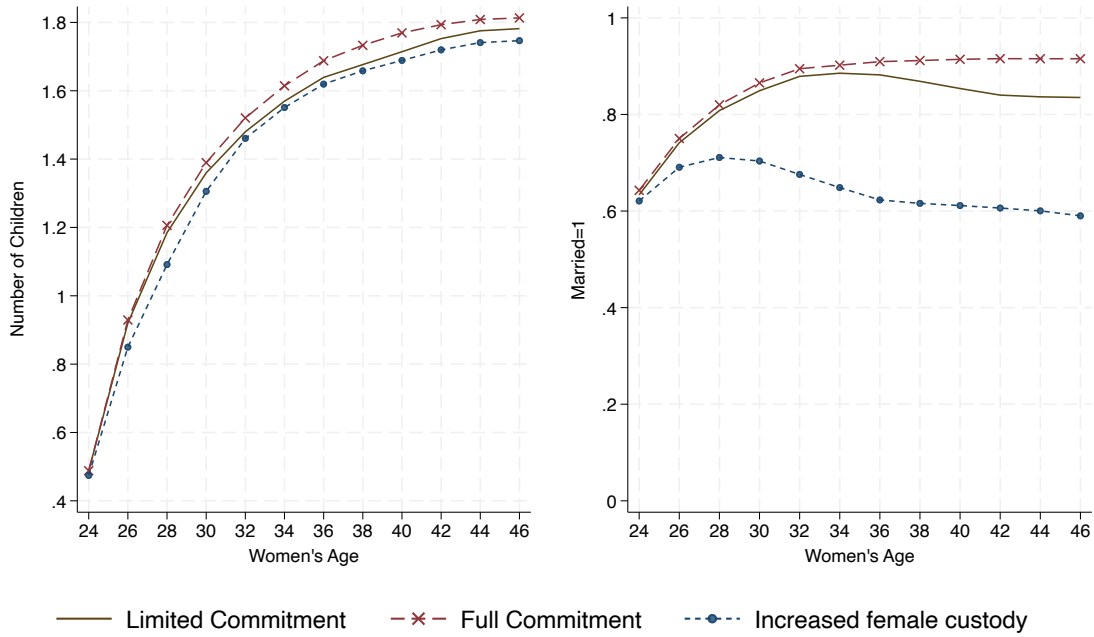 Number of Children
1.8
1.6
1.4
1.2
1
.8
.6
.4
24 26 28 30 32 34 36 38 40 42 44 46
Women's Age
Married=1
1
.8
.6
.4
.2
0
24 26 28 30 32 34 36 38 40 42 44 46
Women's Age
Limited Commitment Full Commitment Increased female custody